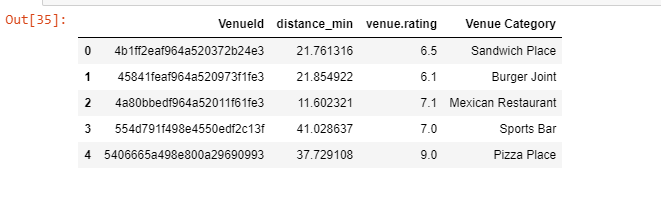 Out[35]:
VenueId distance_min venue.rating Venue Category
0 4b1ff2eaf964a520372b24e3 21.761316 6.5 Sandwich Place
1 45841feaf964a520973f1fe3 21.854922 6.1 Burger Joint
2 4a80bbedf964a52011f61fe3 11.602321 7.1 Mexican Restaurant
3 554d791f498e4550edf2c13f 41.028637 7.0 Sports Bar
4 5406665a498e800a29690993 37.729108 9.0 Pizza Place